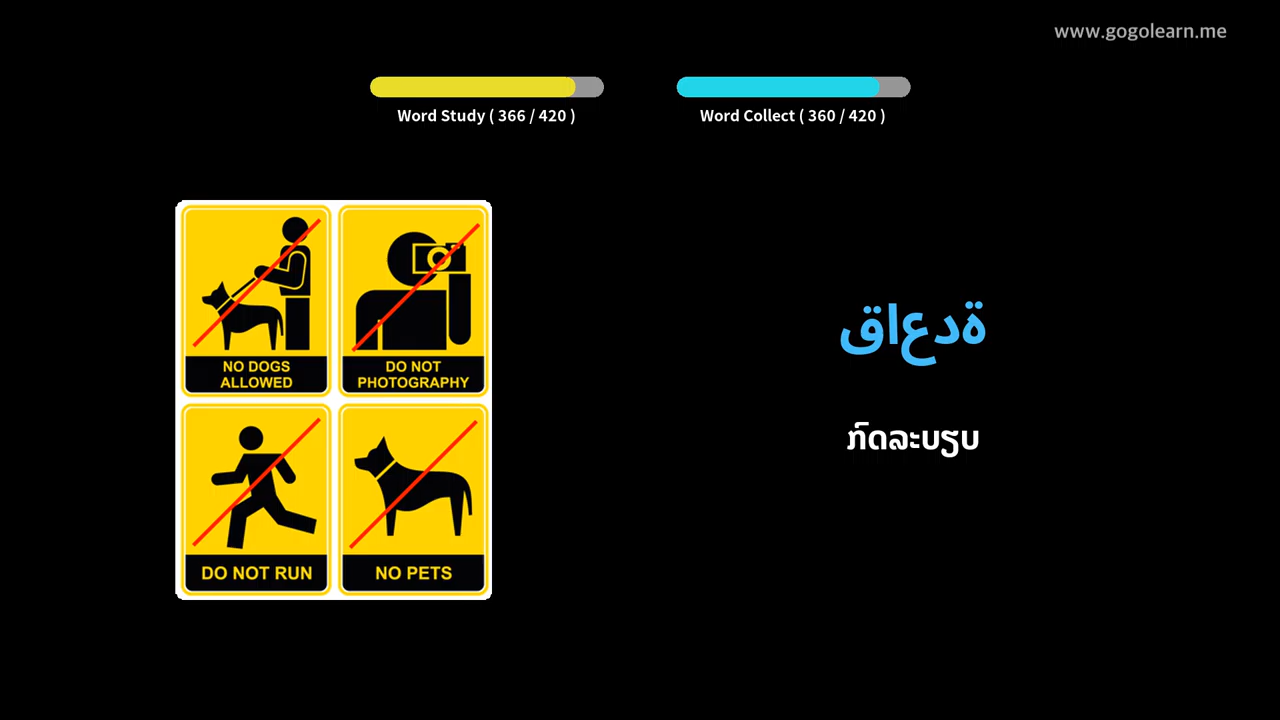 www.gogolearn.me
Word Study ( 366 / 420 )
Word Collect ( 360 / 420 )
NO DOGS
ALLOWED
DO NOT
PHOTOGRAPHY
DO NOT RUN
NO PETS
قاعدة
ກົດລະບຽບ